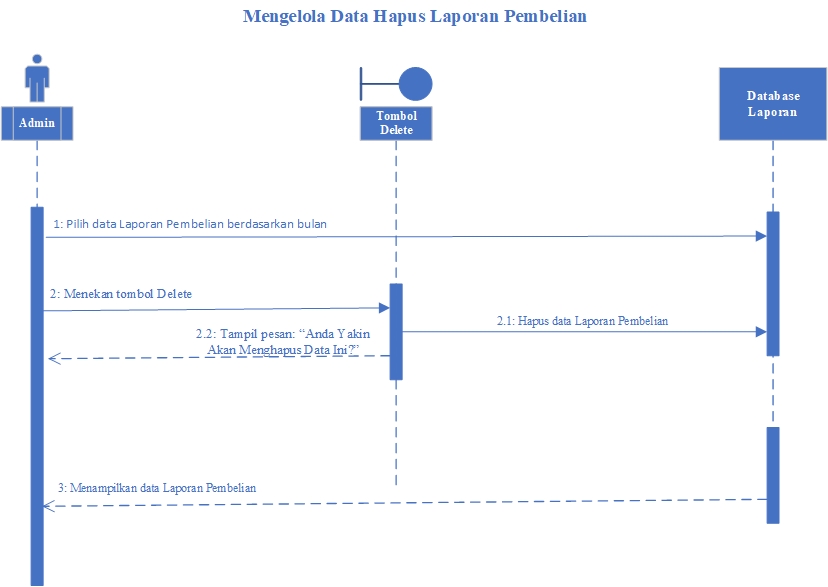 Mengelola Data Hapus Laporan Pembelian
Admin
Tombol
Delete
Database
Laporan
1: Pilih data Laporan Pembelian berdasarkan bulan
2: Menekan tombol Delete
2.1: Hapus data Laporan Pembelian
2.2: Tampil pesan: “Anda Yakin
Akan Menghapus Data Ini?”
3: Menampilkan data Laporan Pembelian